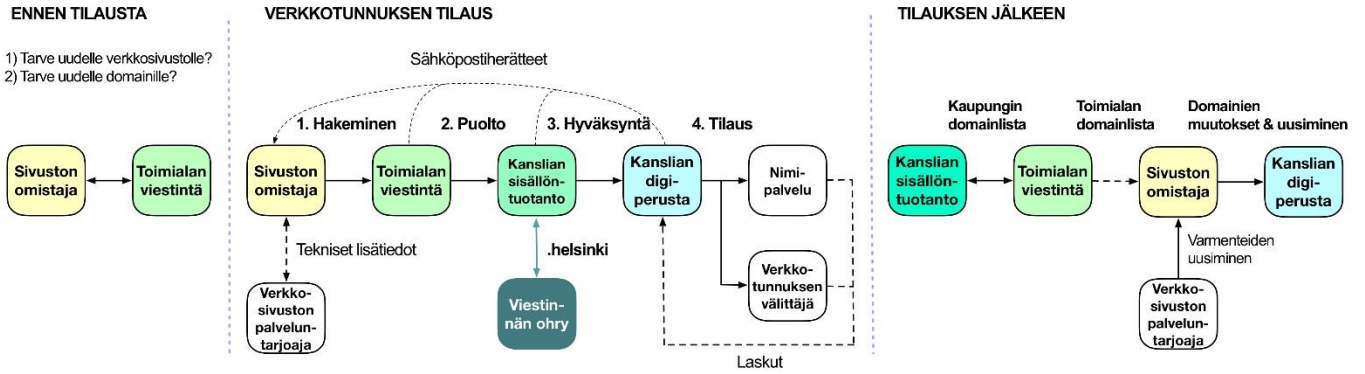 ENNEN TILAUSTA
1) Tarve uudelle verkkosivustolle?
2) Tarve uudelle domainille?
Sivuston
omistaja
Toimialan
viestintä
VERKKOTUNNUKSEN TILAUS
Sähköpostiherätteet
1. Hakeminen
2. Puolto
3. Hyväksyntä
4. Tilaus
Sivuston
omistaja
Toimialan
viestintä
Kanslian
sisällön-
tuotanto
Kanslian
digi-
perusta
Nimi-
palvelu
Tekniset lisätiedot
.helsinki
Verkko-
sivuston
palvelun-
tarjoaja
Viestin-
nän ohry
Verkko-
tunnuksen
välittäjä
Laskut
TILAUKSEN JÄLKEEN
Kaupungin
domainlista
Toimialan
domainlista
Domainien
muutokset & uusiminen
Kanslian
sisällön-
tuotanto
Toimialan
viestintä
Sivuston
omistaja
Kanslian
digi-
perusta
Varmenteiden
uusiminen
Verkko-
sivuston
palvelun-
tarjoaja